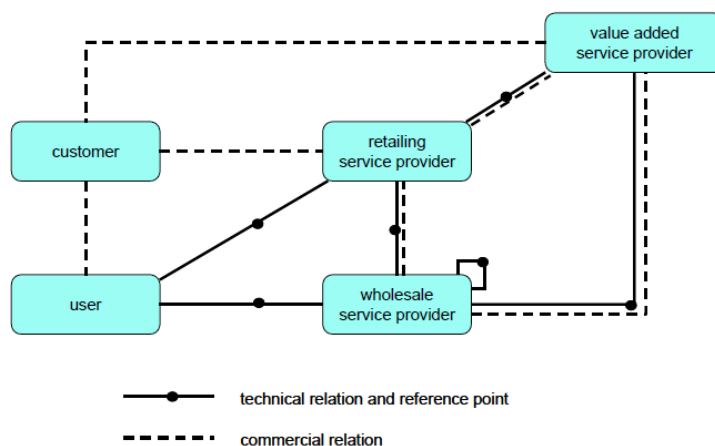 value added
service provider
customer
retailing
service provider
user
wholesale
service provider
technical relation and reference point
commercial relation